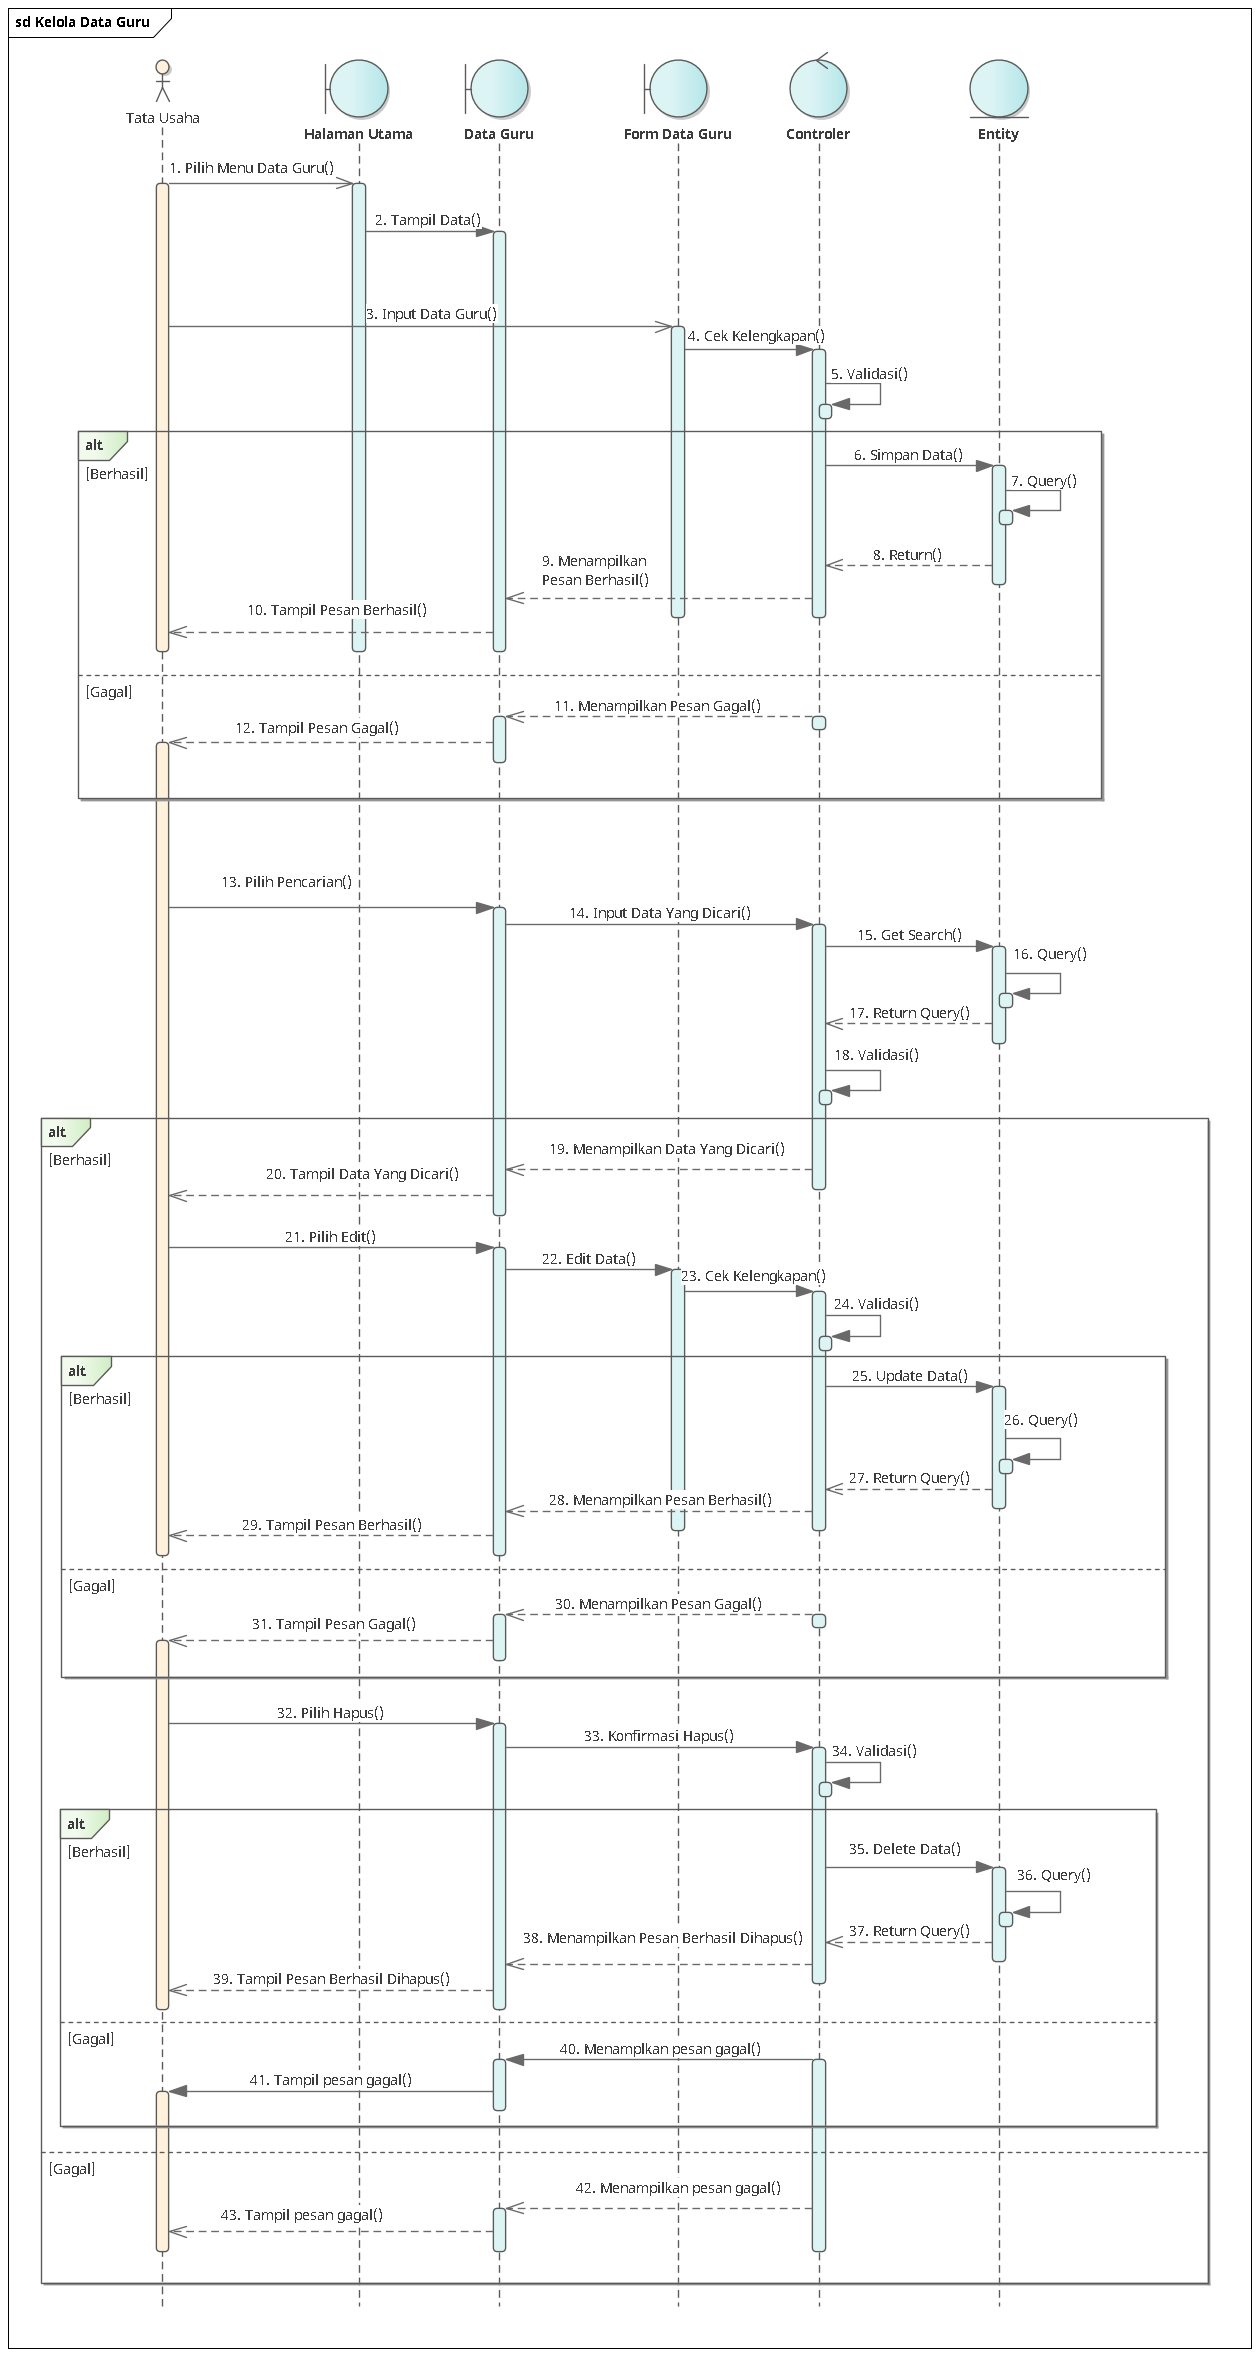 sd Kelola Data Guru
Tata Usaha
Halaman Utama
Data Guru
Form Data Guru
Controler
Entity
1. Pilih Menu Data Guru()
2. Tampil Data()
3. Input Data Guru()
4. Cek Kelengkapan()
5. Validasi()
alt
[Berhasil]
6. Simpan Data()
7. Query()
8. Return()
9. Menampilkan
Pesan Berhasil()
10. Tampil Pesan Berhasil()
[Gagal]
11. Menampilkan Pesan Gagal()
12. Tampil Pesan Gagal()
13. Pilih Pencarian()
14. Input Data Yang Dicari()
15. Get Search()
16. Query()
17. Return Query()
18. Validasi()
alt
[Berhasil]
19. Menampilkan Data Yang Dicari()
20. Tampil Data Yang Dicari()
21. Pilih Edit()
22. Edit Data()
23. Cek Kelengkapan()
24. Validasi()
alt
[Berhasil]
25. Update Data()
26. Query()
27. Return Query()
28. Menampilkan Pesan Berhasil()
29. Tampil Pesan Berhasil()
[Gagal]
30. Menampilkan Pesan Gagal()
31. Tampil Pesan Gagal()
32. Pilih Hapus()
33. Konfirmasi Hapus()
34. Validasi()
alt
[Berhasil]
35. Delete Data()
36. Query()
37. Return Query()
38. Menampilkan Pesan Berhasil Dihapus()
39. Tampil Pesan Berhasil Dihapus()
[Gagal]
40. Menamplkan pesan gagal()
41. Tampil pesan gagal()
[Gagal]
42. Menampilkan pesan gagal()
43. Tampil pesan gagal()